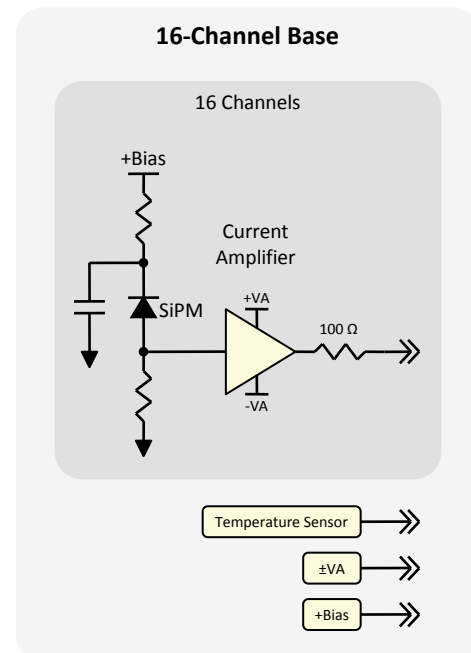 16-Channel Base
16 Channels
+Bias
Current
Amplifier
+VA
SiPM
100 Ω
-VA
Temperature Sensor
±VA
+Bias